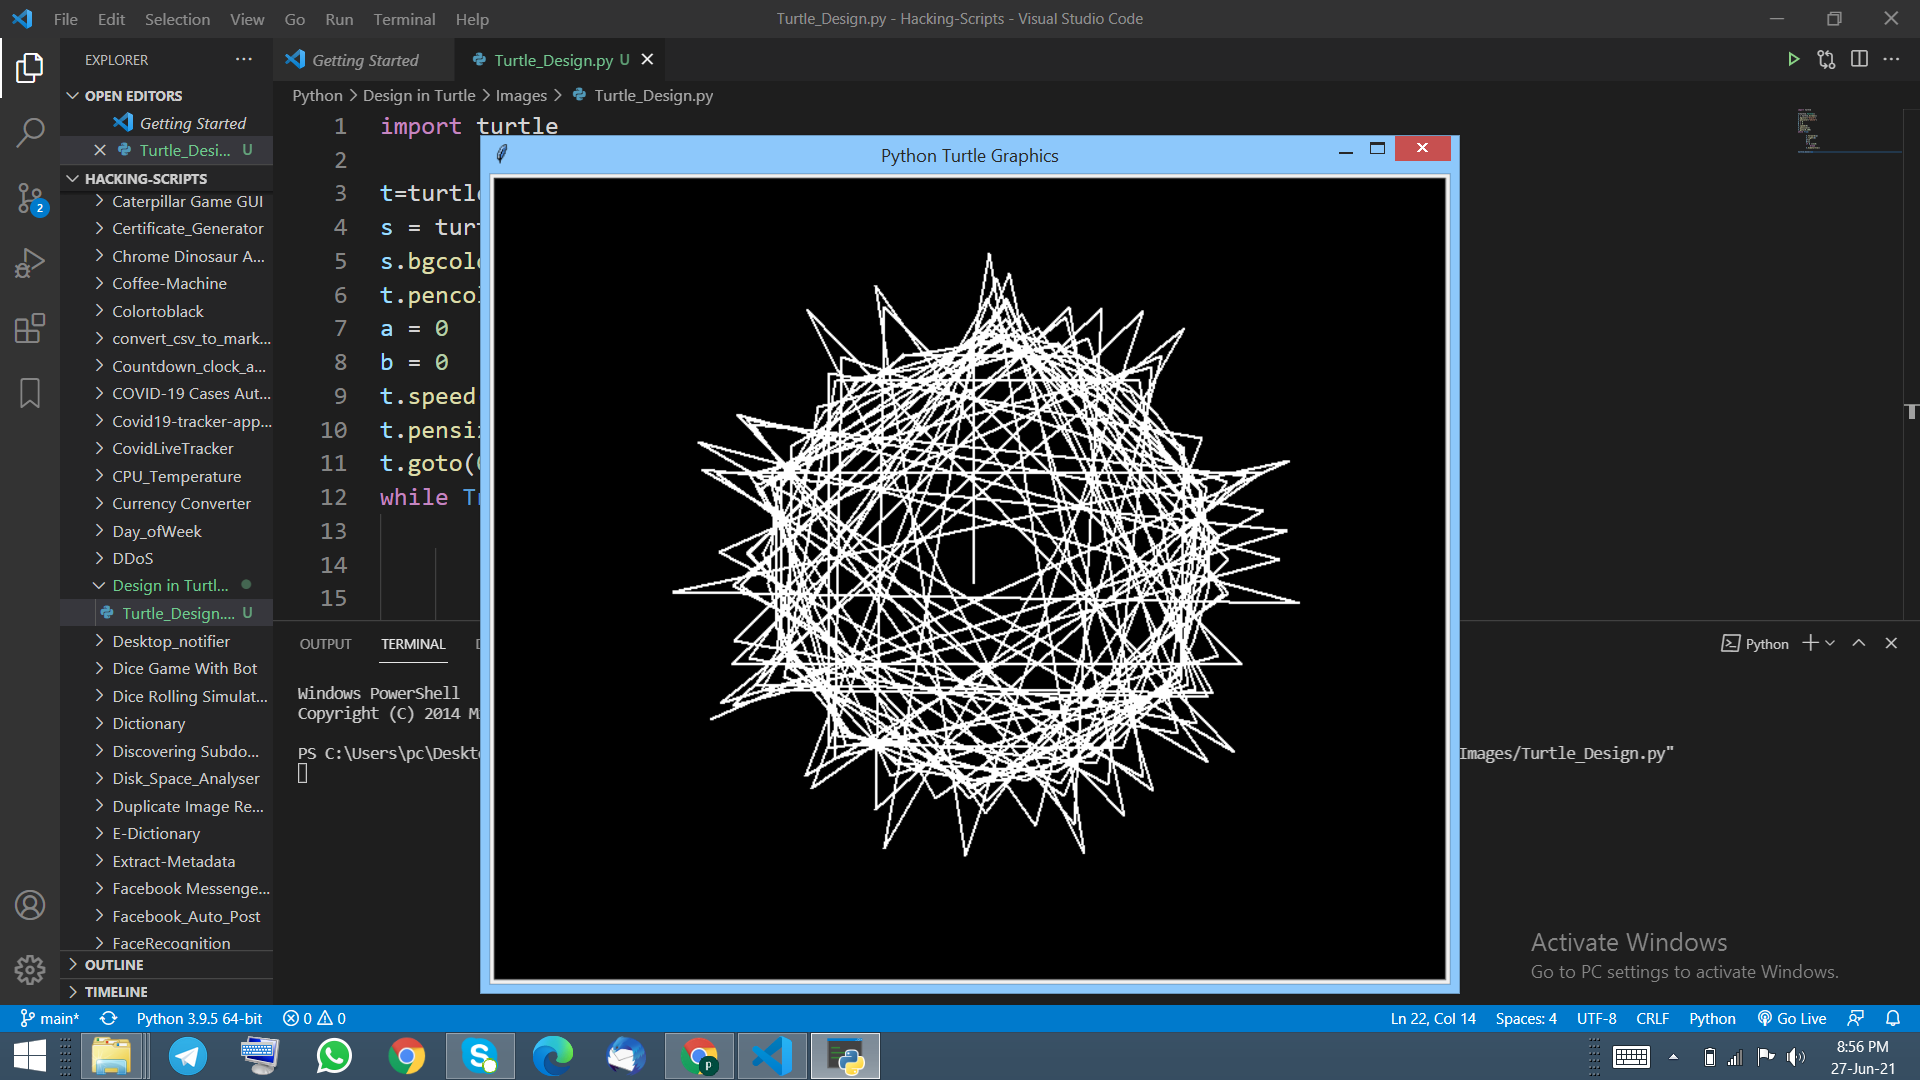 File Edit Selection View Go Run Terminal Help
Turtle_Design.py - Hacking-Scripts - Visual Studio Code
EXPLORER
OPEN EDITORS
Getting Started
Turtle_Desi... U
HACKING-SCRIPTS
Caterpillar Game GUI
Certificate_Generator
Chrome Dinosaur A...
Coffee-Machine
Colortoblack
convert_csv_to_mark...
Countdown_clock_a...
COVID-19 Cases Aut...
Covid19-tracker-app...
CovidLiveTracker
CPU_Temperature
Currency Converter
Day_ofWeek
DDoS
Design in Turtl...
Turtle_Design.... U
Desktop_notifier
Dice Game With Bot
Dice Rolling Simulat...
Dictionary
Discovering Subdo...
Disk_Space_Analyser
Duplicate Image Re...
E-Dictionary
Extract-Metadata
Facebook Messenge...
Facebook_Auto_Post
FaceRecognition
OUTLINE
TIMELINE
2
Getting Started
Turtle_Design.py U
Python > Design in Turtle > Images > Turtle_Design.py
1 import turtle
2
3 t=turtl
4 s = tur
5 s.bgcol
6 t.penco
7 a = 0
8 b = 0
9 t.speed
10 t.pensi
11 t.goto(
12 while T
13
14
15
Python Turtle Graphics
OUTPUT TERMINAL
Python
Windows PowerShell
Copyright (C) 2014 M
PS C:\Users\pc\Deskt
Images/Turtle_Design.py"
Activate Windows
Go to PC settings to activate Windows.
main* Python 3.9.5 64-bit 0 0
Ln 22, Col 14 Spaces: 4 UTF-8 CRLF Python Go Live
8:56 PM
27-Jun-21